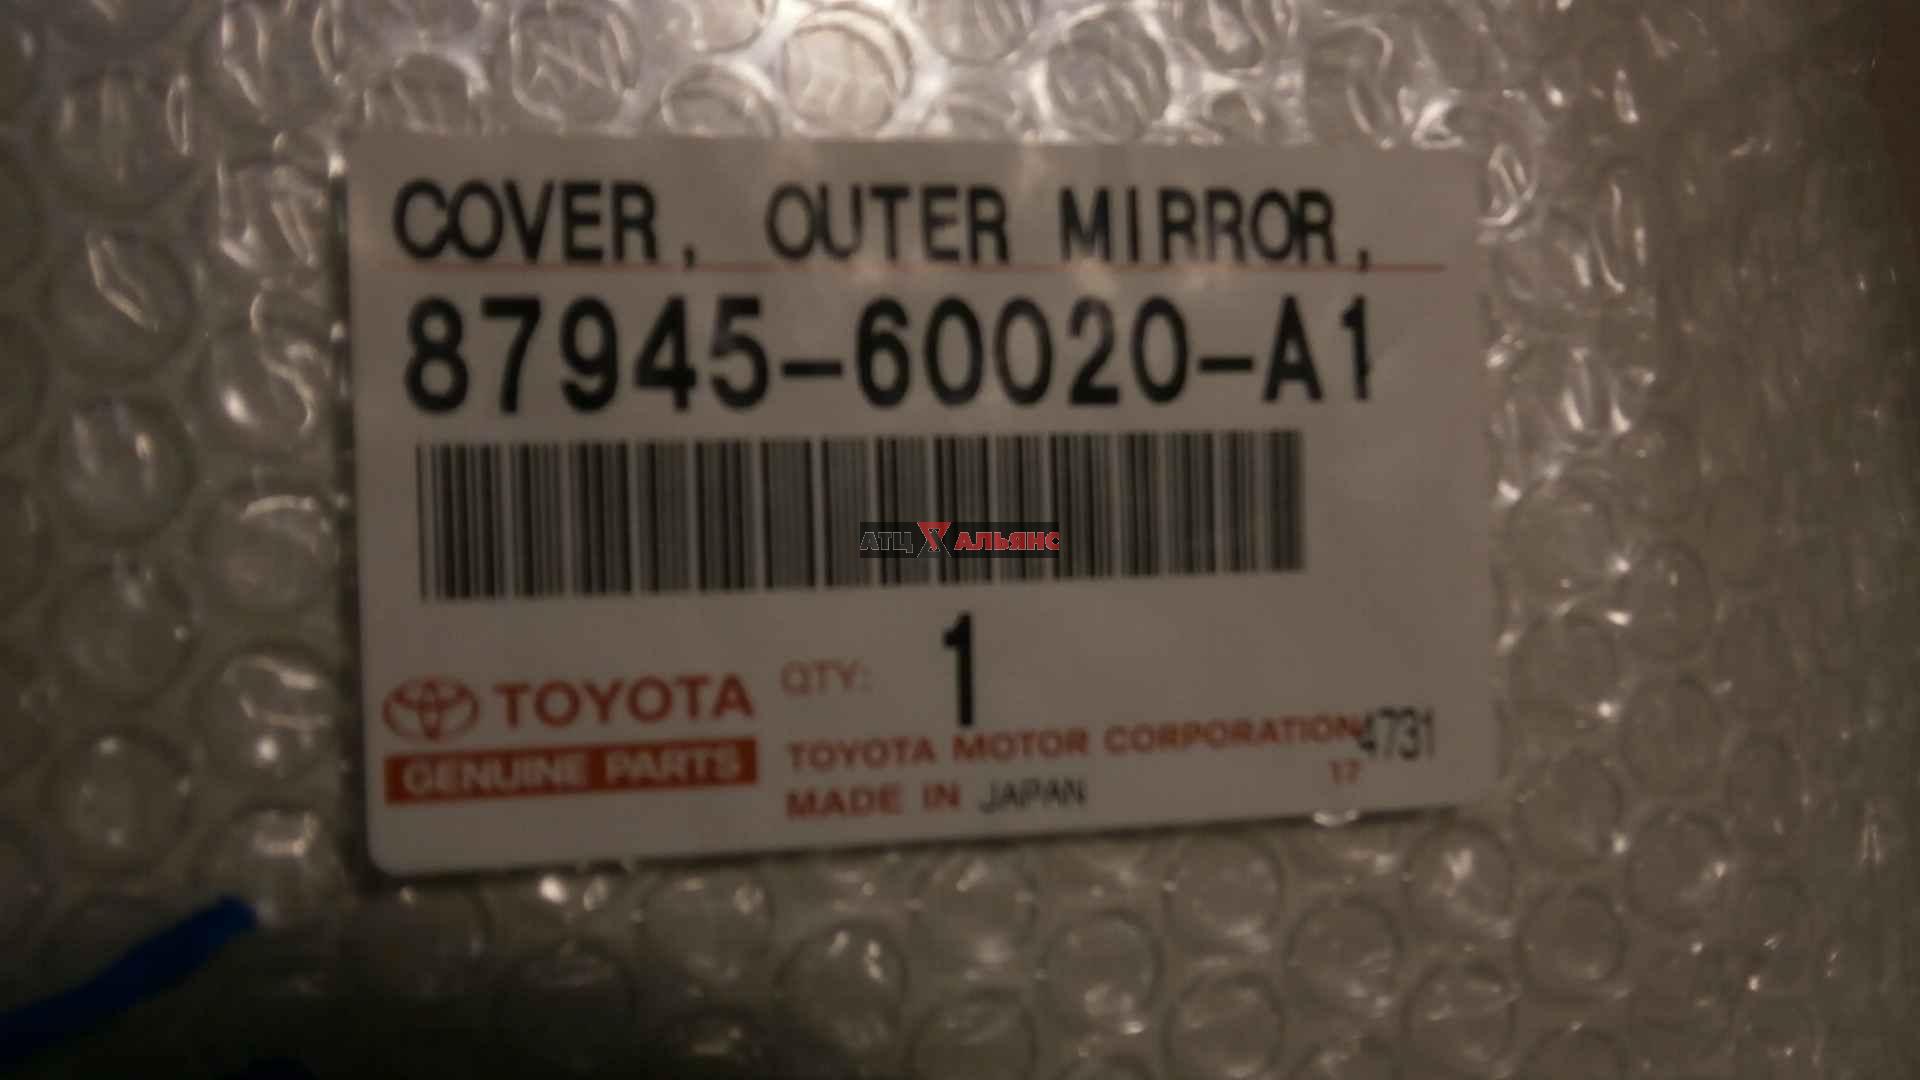 COVER, OUTER MIRROR,
87945-60020-A1
АТЦ АЛЬЯНС
QTY: 1
TOYOTA
GENUINE PARTS
TOYOTA MOTOR CORPORATION 4731
MADE IN JAPAN 17